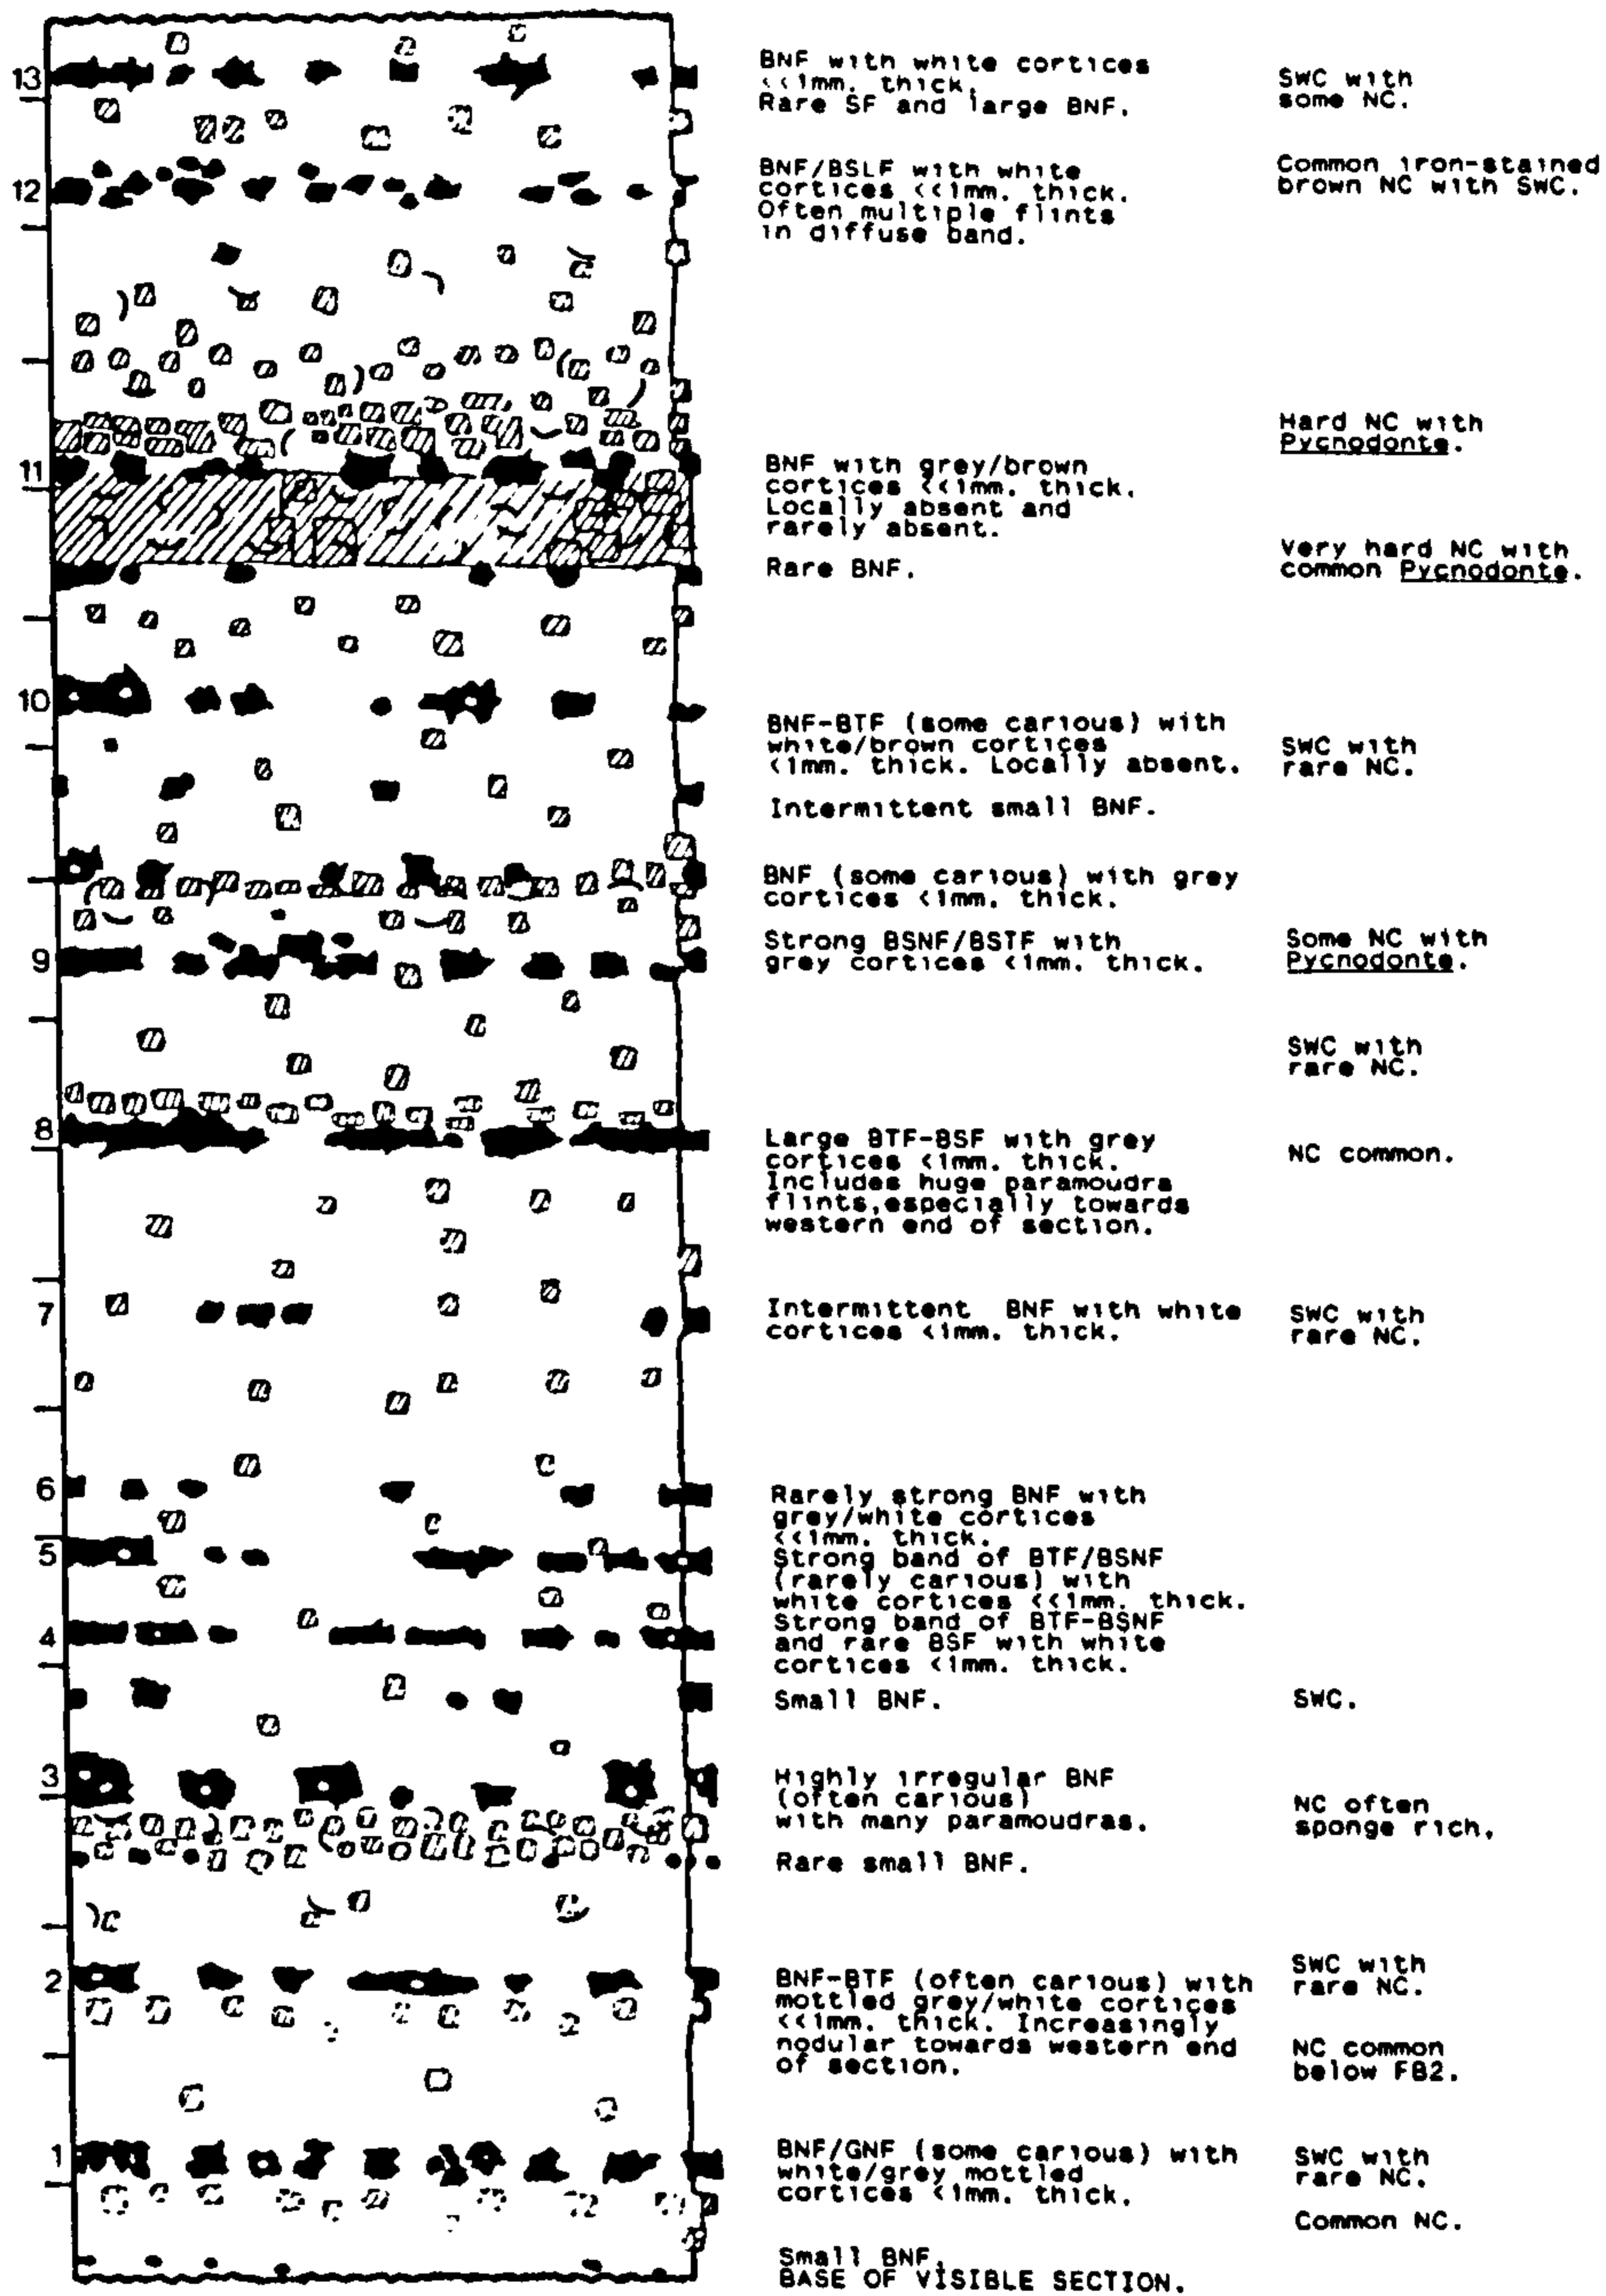 13
BNF with white cortices
<<1mm. thick.
Rare SF and large BNF.
SWC with
some NC.
12
BNF/BSLF with white
cortices <<1mm. thick.
Often multiple flints
in diffuse band.
Common iron-stained
brown NC with SWC.
Hard NC with
Pycnodonte.
11
BNF with grey/brown
cortices <<1mm. thick.
Locally absent and
rarely absent.
Rare BNF.
Very hard NC with
common Pycnodonte.
10
BNF-BTF (some carious) with
white/brown cortices
<1mm. thick. Locally absent.
SWC with
rare NC.
Intermittent small BNF.
BNF (some carious) with grey
cortices <1mm. thick.
9
Strong BSNF/BSTF with
grey cortices <1mm. thick.
Some NC with
Pycnodonte.
SWC with
rare NC.
8
Large BTF-BSF with grey
cortices <1mm. thick.
Includes huge paramoudra
flints,especially towards
western end of section.
NC common.
7
Intermittent BNF with white
cortices <1mm. thick.
SWC with
rare NC.
6
Rarely strong BNF with
grey/white cortices
<<1mm. thick.
5
Strong band of BTF/BSNF
(rarely carious) with
white cortices <<1mm. thick.
4
Strong band of BTF-BSNF
and rare BSF with white
cortices <1mm. thick.
Small BNF.
SWC.
3
Highly irregular BNF
(often carious)
with many paramoudras.
NC often
sponge rich.
Rare small BNF.
2
BNF-BTF (often carious) with
mottled grey/white cortices
<<1mm. thick. Increasingly
nodular towards western end
of section.
SWC with
rare NC.
NC common
below FB2.
1
BNF/GNF (some carious) with
white/grey mottled
cortices <1mm. thick.
SWC with
rare NC.
Common NC.
Small BNF.
BASE OF VISIBLE SECTION.